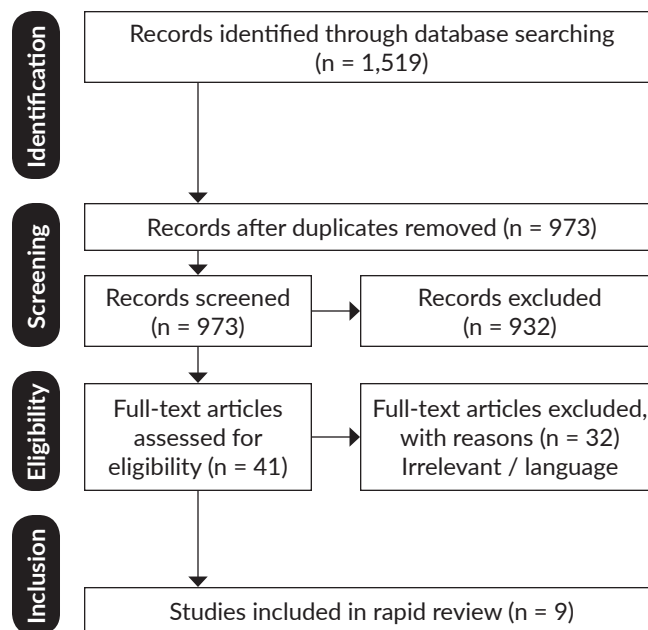 Identification
Records identified through database searching
(n = 1,519)
Screening
Records after duplicates removed (n = 973)
Records screened
(n = 973)
Records excluded
(n = 932)
Eligibility
Full-text articles
assessed for
eligibility (n = 41)
Full-text articles excluded,
with reasons (n = 32)
Irrelevant / language
Inclusion
Studies included in rapid review (n = 9)